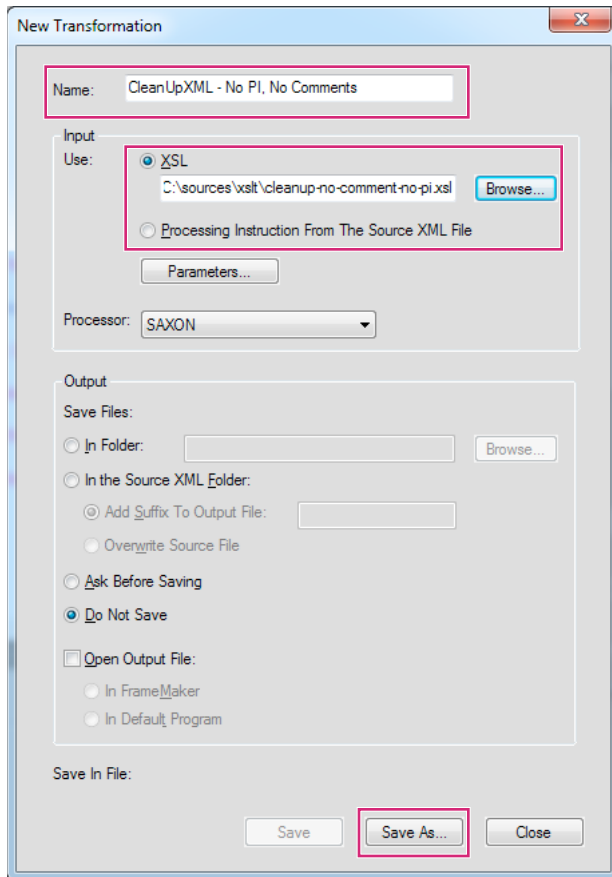 New Transformation
Name: CleanUpXML - No PI, No Comments
Input
Use: XSL
C:\sources\xslt\cleanup-no-comment-no-pi.xsl Browse...
Processing Instruction From The Source XML File
Parameters...
Processor: SAXON
Output
Save Files:
In Folder: Browse...
In the Source XML Folder:
Add Suffix To Output File:
Overwrite Source File
Ask Before Saving
Do Not Save
Open Output File:
In FrameMaker
In Default Program
Save In File:
Save Save As... Close